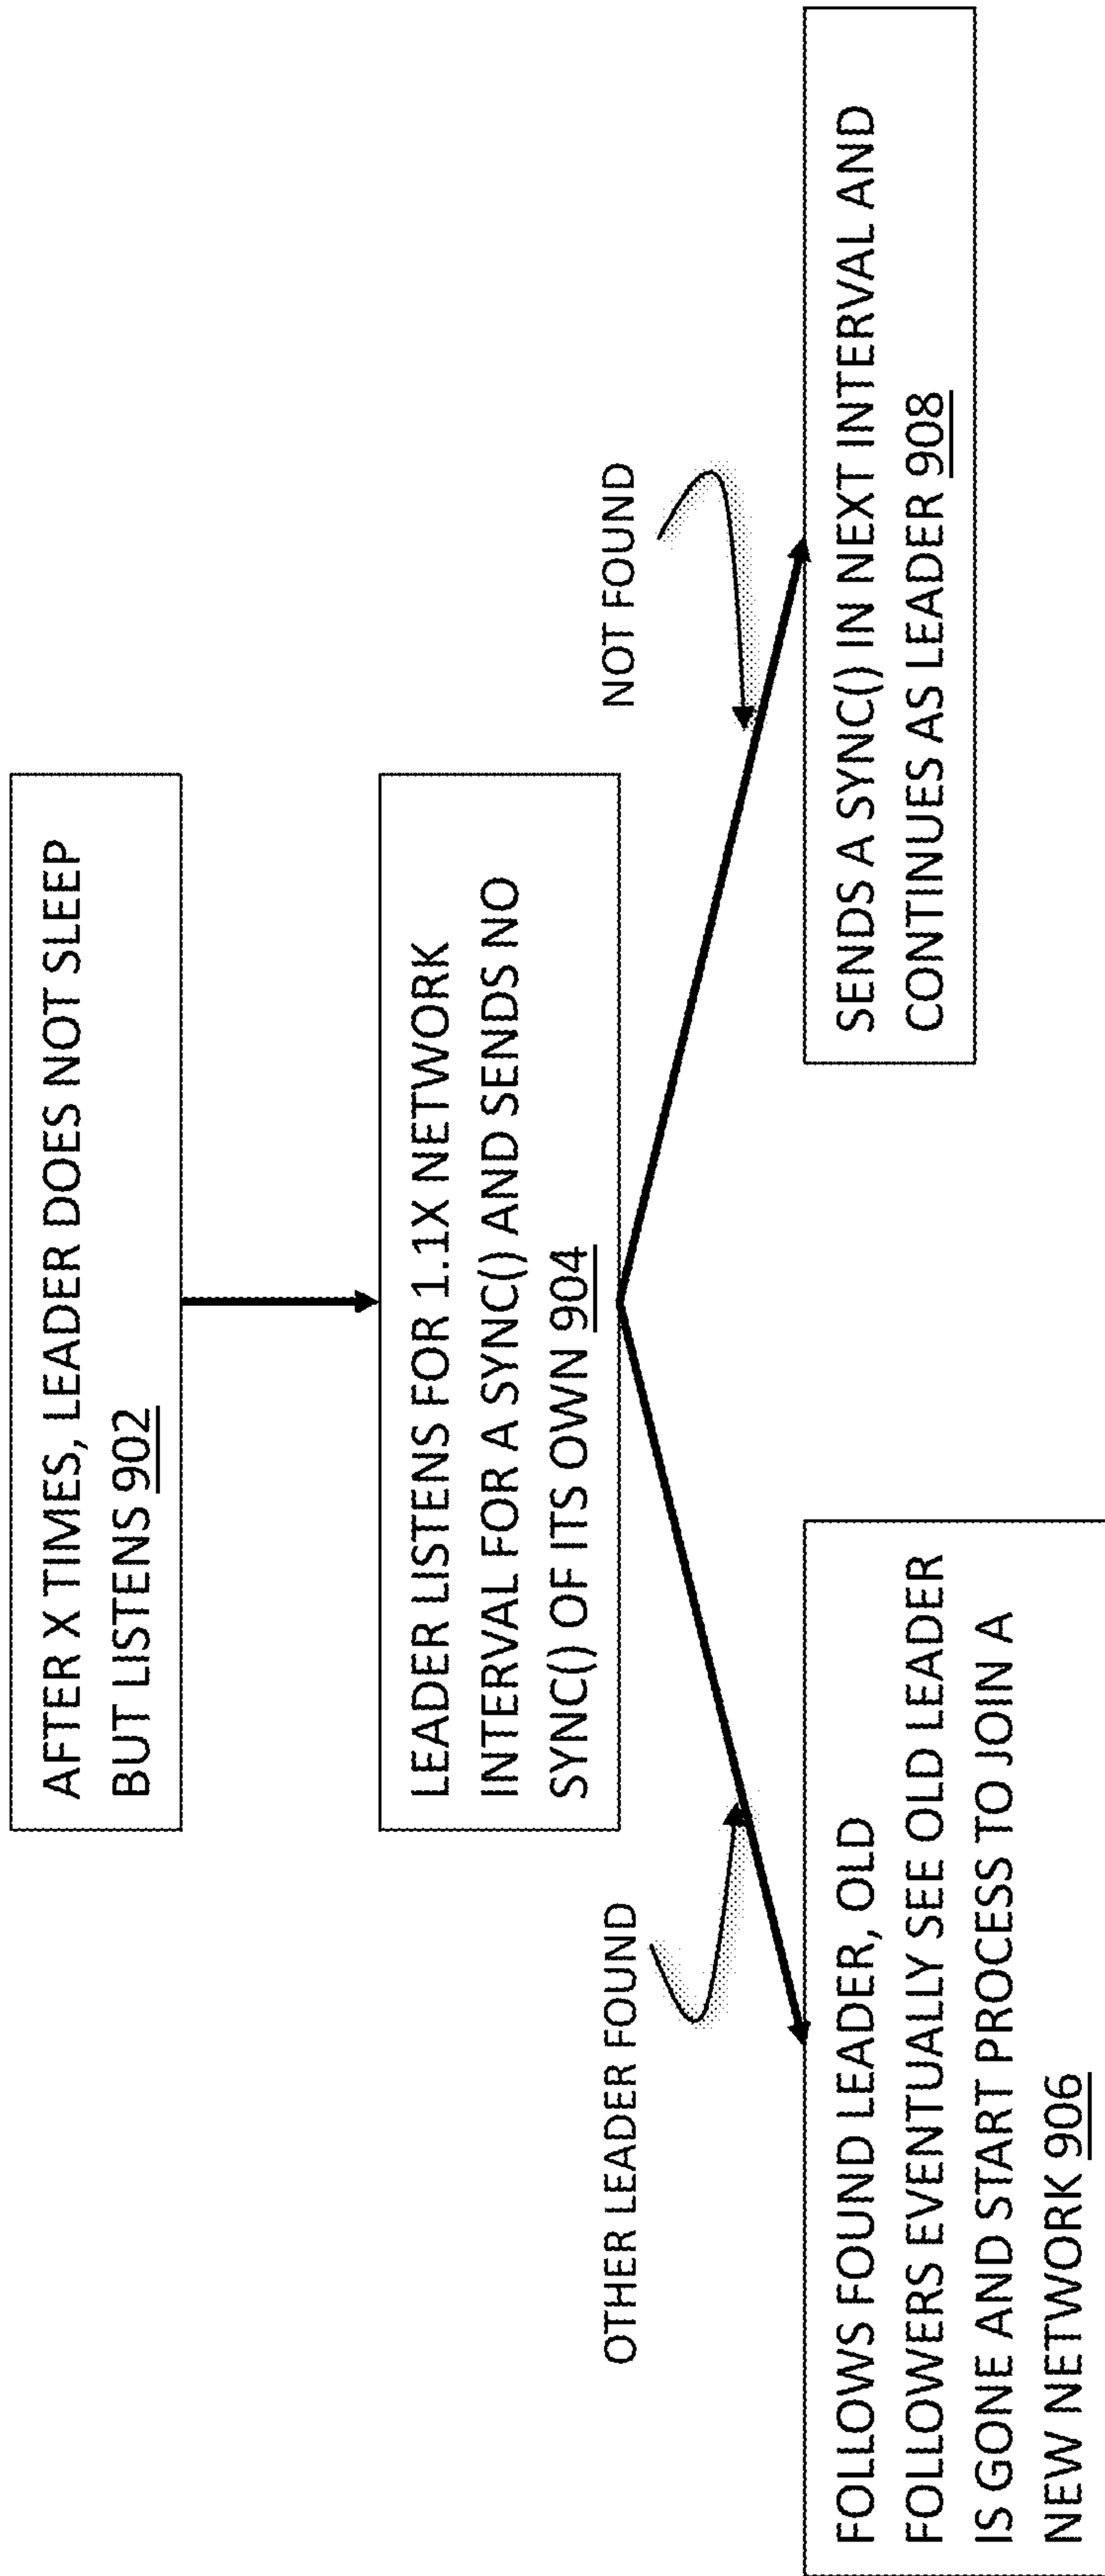 AFTER X TIMES, LEADER DOES NOT SLEEP
BUT LISTENS 902
LEADER LISTENS FOR 1.1X NETWORK
INTERVAL FOR A SYNC() AND SENDS NO
SYNC() OF ITS OWN 904
OTHER LEADER FOUND
NOT FOUND
FOLLOWS FOUND LEADER, OLD
FOLLOWERS EVENTUALLY SEE OLD LEADER
IS GONE AND START PROCESS TO JOIN A
NEW NETWORK 906
SENDS A SYNC() IN NEXT INTERVAL AND
CONTINUES AS LEADER 908